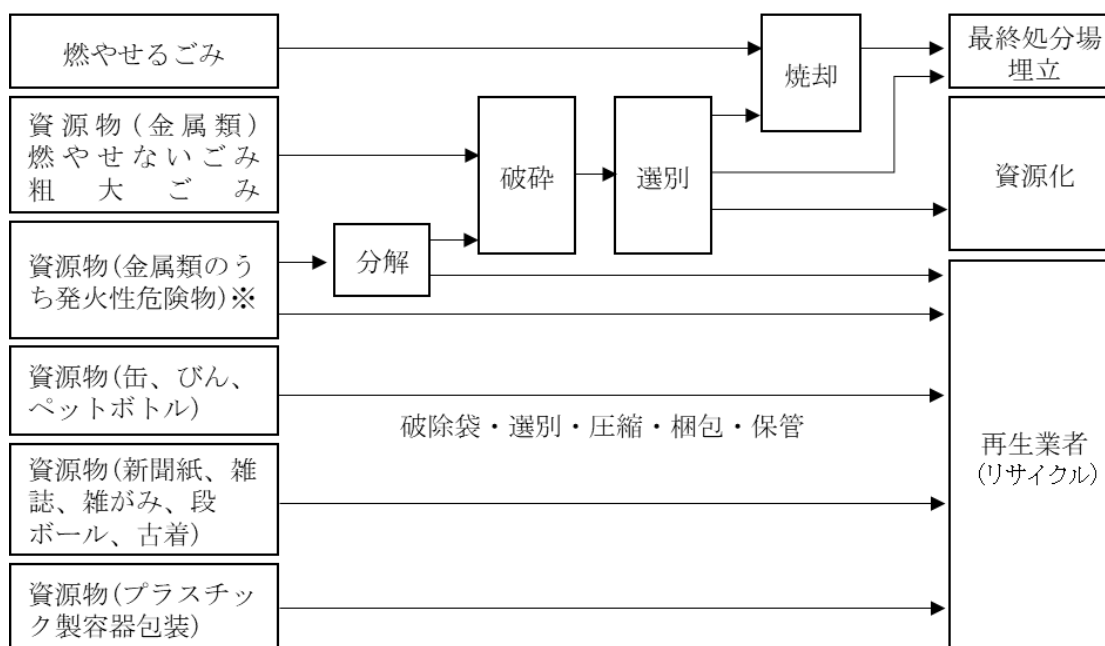 燃やせるごみ
焼却
最終処分場
埋立
資源物(金属類)
燃やせないごみ
粗大ごみ
破砕
選別
資源化
資源物(金属類のう
ち発火性危険物)※
分解
資源物(缶、びん、
ペットボトル)
破除袋・選別・圧縮・梱包・保管
再生業者
(リサイクル)
資源物(新聞紙、雑
誌、雑がみ、段
ボール、古着)
資源物(プラスチッ
ク製容器包装)